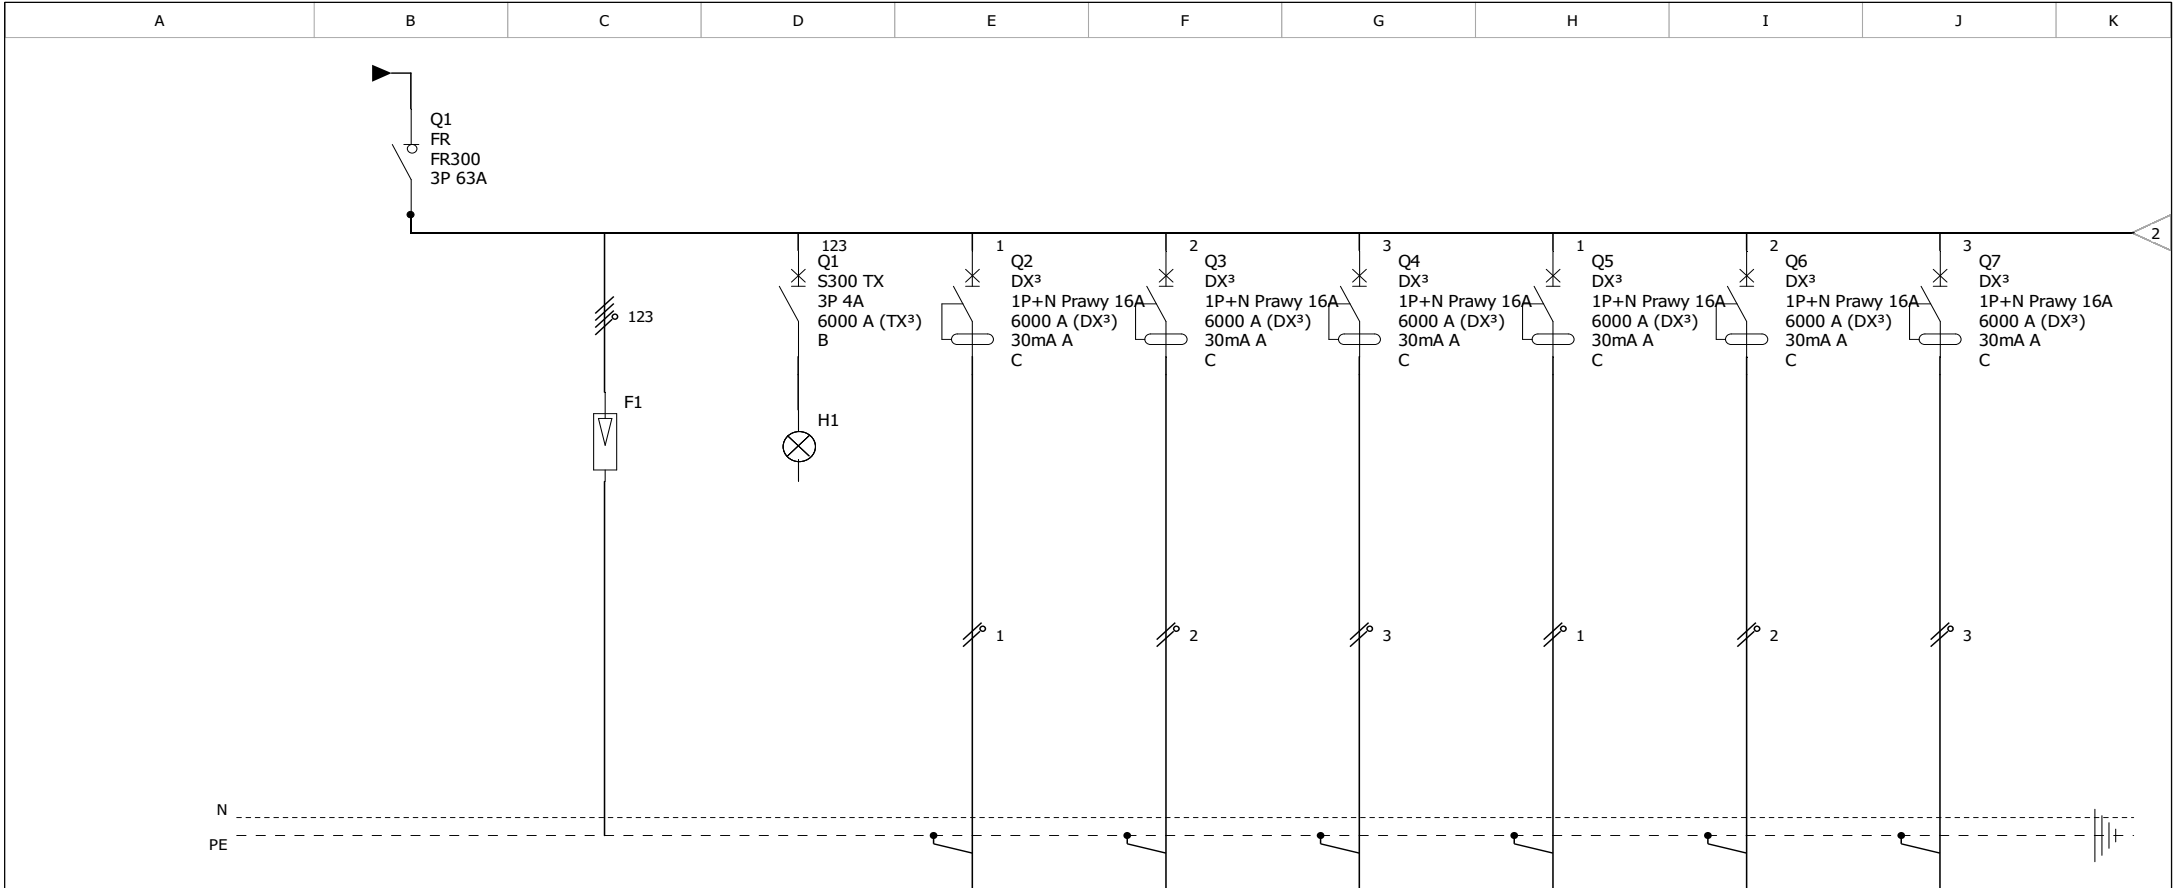 A B C D E F G H I J K
Q1
FR
FR300
3P 63A
2
123
Q1
S300 TX
3P 4A
6000 A (TX³)
B
1
Q2
DX³
1P+N Prawy 16A
6000 A (DX³)
30mA A
C
2
Q3
DX³
1P+N Prawy 16A
6000 A (DX³)
30mA A
C
3
Q4
DX³
1P+N Prawy 16A
6000 A (DX³)
30mA A
C
1
Q5
DX³
1P+N Prawy 16A
6000 A (DX³)
30mA A
C
2
Q6
DX³
1P+N Prawy 16A
6000 A (DX³)
30mA A
C
3
Q7
DX³
1P+N Prawy 16A
6000 A (DX³)
30mA A
C
123
F1
H1
1 2 3 1 2 3
N
PE